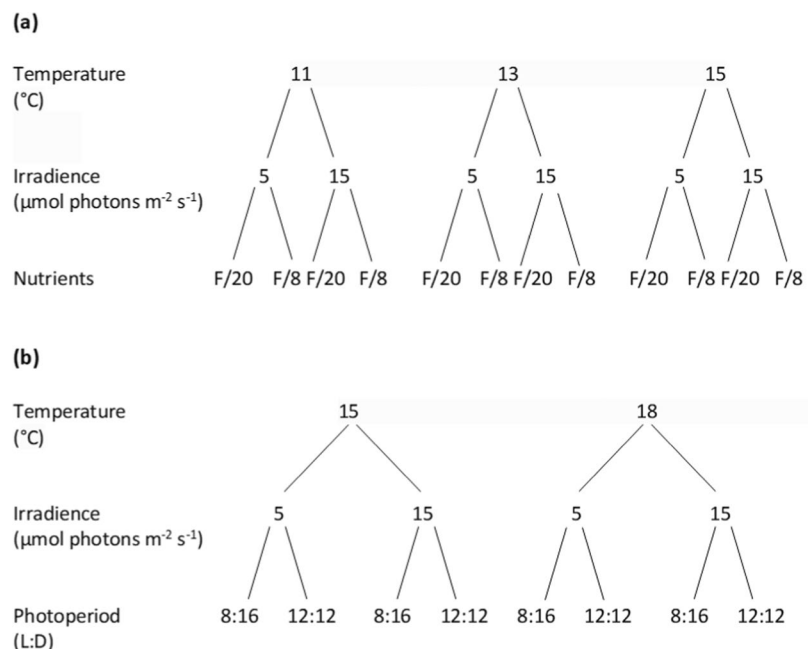 (a)
Temperature 11 13 15
(°C)
Irradience 5 15 5 15 5 15
(µmol photons m⁻² s⁻¹)
Nutrients F/20 F/8 F/20 F/8 F/20 F/8 F/20 F/8 F/20 F/8 F/20 F/8
(b)
Temperature 15 18
(°C)
Irradience 5 15 5 15
(µmol photons m⁻² s⁻¹)
Photoperiod 8:16 12:12 8:16 12:12 8:16 12:12 8:16 12:12
(L:D)